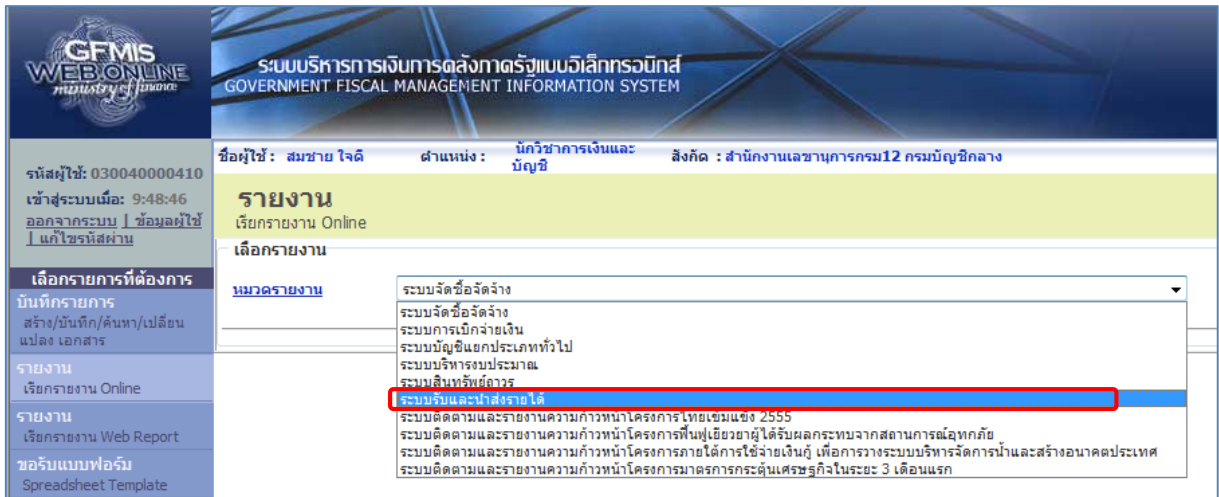 GFMIS
WEB ONLINE
ministry of finance
ระบบบริหารการเงินการคลังภาครัฐแบบอิเล็กทรอนิกส์
GOVERNMENT FISCAL MANAGEMENT INFORMATION SYSTEM
ชื่อผู้ใช้ : สมชาย ใจดี ตำแหน่ง : นักวิชาการเงินและ
บัญชี
สังกัด : สำนักงานเลขานุการกรม12 กรมบัญชีกลาง
รหัสผู้ใช้: 030040000410
เข้าสู่ระบบเมื่อ: 9:48:46
ออกจากระบบ | ข้อมูลผู้ใช้
| แก้ไขรหัสผ่าน
รายงาน
เรียกรายงาน Online
เลือกรายงาน
หมวดรายงาน
ระบบจัดซื้อจัดจ้าง
ระบบจัดซื้อจัดจ้าง
ระบบการเบิกจ่ายเงิน
ระบบบัญชีแยกประเภททั่วไป
ระบบบริหารงบประมาณ
ระบบสินทรัพย์ถาวร
ระบบรับและนำส่งรายได้
ระบบติดตามและรายงานความก้าวหน้าโครงการไทยเข้มแข็ง 2555
ระบบติดตามและรายงานความก้าวหน้าโครงการฟื้นฟูเยียวยาผู้ได้รับผลกระทบจากสถานการณ์อุทกภัย
ระบบติดตามและรายงานความก้าวหน้าโครงการภายใต้การใช้จ่ายเงินกู้ เพื่อการวางระบบบริหารจัดการน้ำและสร้างอนาคตประเทศ
ระบบติดตามและรายงานความก้าวหน้าโครงการมาตรการกระตุ้นเศรษฐกิจในระยะ 3 เดือนแรก
เลือกรายการที่ต้องการ
บันทึกรายการ
สร้าง/บันทึก/ค้นหา/เปลี่ยน
แปลง เอกสาร
รายงาน
เรียกรายงาน Online
รายงาน
เรียกรายงาน Web Report
ขอรับแบบฟอร์ม
Spreadsheet Template